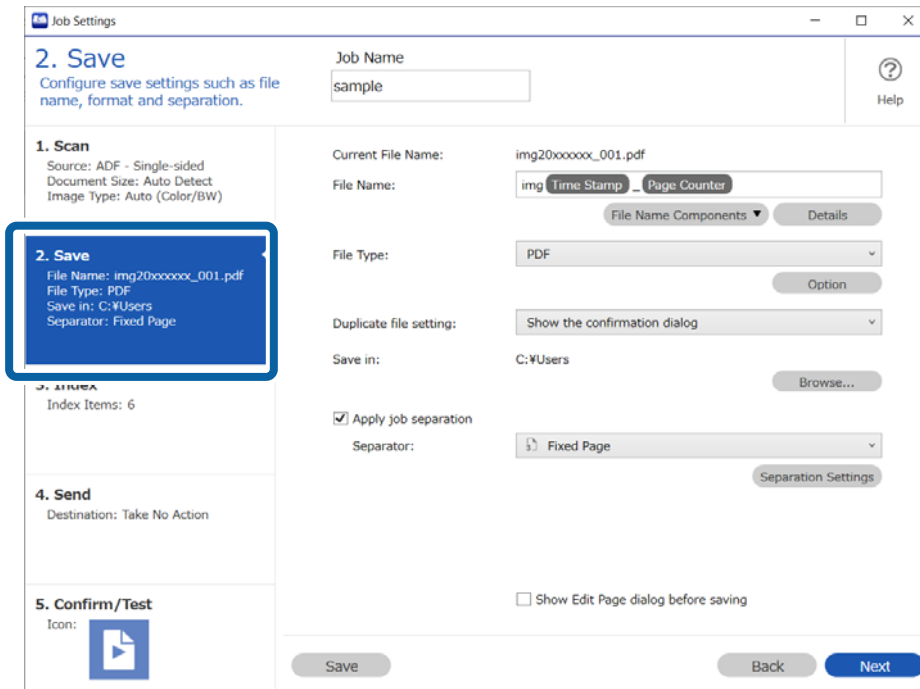 Job Settings
2. Save
Configure save settings such as file
name, format and separation.
Job Name
sample
Help
1. Scan
Source: ADF - Single-sided
Document Size: Auto Detect
Image Type: Auto (Color/BW)
2. Save
File Name: img20xxxxxx_001.pdf
File Type: PDF
Save in: C:¥Users
Separator: Fixed Page
3. Index
Index Items: 6
4. Send
Destination: Take No Action
5. Confirm/Test
Icon:
Current File Name: img20xxxxxx_001.pdf
File Name: img Time Stamp _ Page Counter
File Name Components ▼ Details
File Type: PDF
Option
Duplicate file setting: Show the confirmation dialog
Save in: C:¥Users
Browse...
Apply job separation
Separator: Fixed Page
Separation Settings
Show Edit Page dialog before saving
Save Back Next